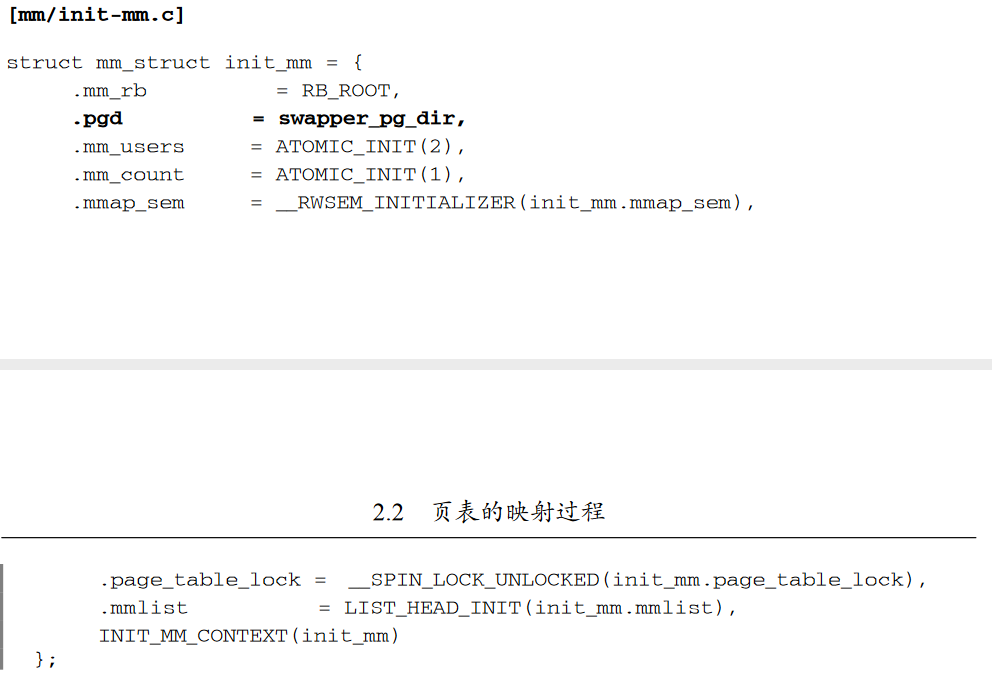 [mm/init-mm.c]
struct mm_struct init_mm = {
.mm_rb = RB_ROOT,
.pgd = swapper_pg_dir,
.mm_users = ATOMIC_INIT(2),
.mm_count = ATOMIC_INIT(1),
.mmap_sem = __RWSEM_INITIALIZER(init_mm.mmap_sem),
2.2 页表的映射过程
.page_table_lock = __SPIN_LOCK_UNLOCKED(init_mm.page_table_lock),
.mmlist = LIST_HEAD_INIT(init_mm.mmlist),
INIT_MM_CONTEXT(init_mm)
};